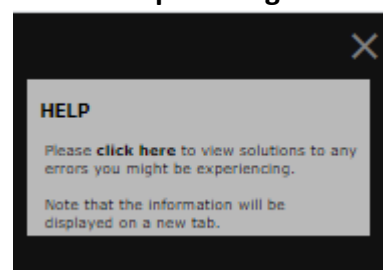 HELP
Please click here to view solutions to any
errors you might be experiencing.
Note that the information will be
displayed on a new tab.